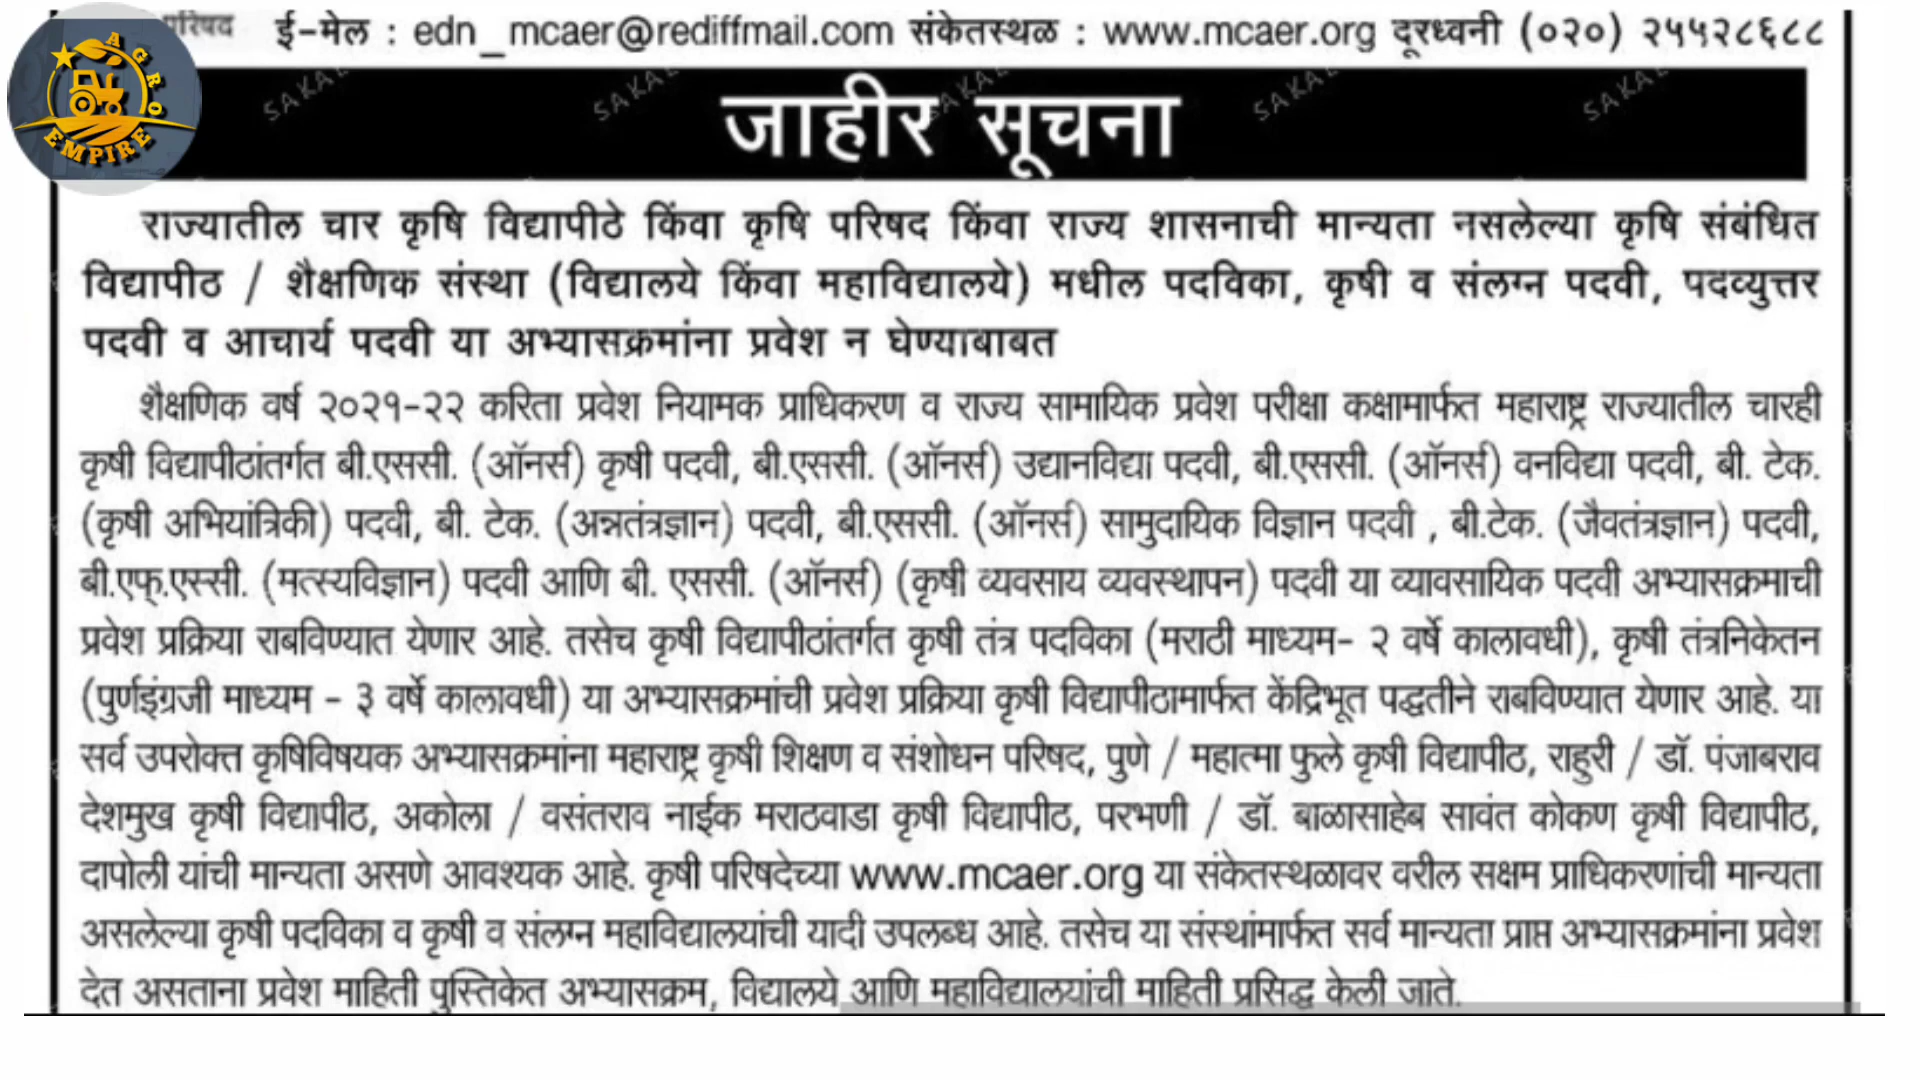 परिषद ई-मेल : edn_mcaer@rediffmail.com संकेतस्थळ : www.mcaer.org दूरध्वनी (०२०) २५५२८६८८
AGRO
EMPIRE
SAKAL SAKAL SAKAL SAKAL SAKAL
जाहीर सूचना
राज्यातील चार कृषि विद्यापीठे किंवा कृषि परिषद किंवा राज्य शासनाची मान्यता नसलेल्या कृषि संबंधित
विद्यापीठ / शैक्षणिक संस्था (विद्यालये किंवा महाविद्यालये) मधील पदविका, कृषी व संलग्न पदवी, पदव्युत्तर
पदवी व आचार्य पदवी या अभ्यासक्रमांना प्रवेश न घेण्याबाबत
शैक्षणिक वर्ष २०२१-२२ करिता प्रवेश नियामक प्राधिकरण व राज्य सामायिक प्रवेश परीक्षा कक्षामार्फत महाराष्ट्र राज्यातील चारही
कृषी विद्यापीठांतर्गत बी.एससी. (ऑनर्स) कृषी पदवी, बी.एससी. (ऑनर्स) उद्यानविद्या पदवी, बी.एससी. (ऑनर्स) वनविद्या पदवी, बी. टेक.
(कृषी अभियांत्रिकी) पदवी, बी. टेक. (अन्नतंत्रज्ञान) पदवी, बी.एससी. (ऑनर्स) सामुदायिक विज्ञान पदवी , बी.टेक. (जैवतंत्रज्ञान) पदवी,
बी.एफ्.एस्सी. (मत्स्यविज्ञान) पदवी आणि बी. एससी. (ऑनर्स) (कृषी व्यवसाय व्यवस्थापन) पदवी या व्यावसायिक पदवी अभ्यासक्रमाची
प्रवेश प्रक्रिया राबविण्यात येणार आहे. तसेच कृषी विद्यापीठांतर्गत कृषी तंत्र पदविका (मराठी माध्यम- २ वर्षे कालावधी), कृषी तंत्रनिकेतन
(पुर्णइंग्रजी माध्यम - ३ वर्षे कालावधी) या अभ्यासक्रमांची प्रवेश प्रक्रिया कृषी विद्यापीठामार्फत केंद्रिभूत पद्धतीने राबविण्यात येणार आहे. या
सर्व उपरोक्त कृषिविषयक अभ्यासक्रमांना महाराष्ट्र कृषी शिक्षण व संशोधन परिषद, पुणे / महात्मा फुले कृषी विद्यापीठ, राहुरी / डॉ. पंजाबराव
देशमुख कृषी विद्यापीठ, अकोला / वसंतराव नाईक मराठवाडा कृषी विद्यापीठ, परभणी / डॉ. बाळासाहेब सावंत कोकण कृषी विद्यापीठ,
दापोली यांची मान्यता असणे आवश्यक आहे. कृषी परिषदेच्या www.mcaer.org या संकेतस्थळावर वरील सक्षम प्राधिकरणांची मान्यता
असलेल्या कृषी पदविका व कृषी व संलग्न महाविद्यालयांची यादी उपलब्ध आहे. तसेच या संस्थांमार्फत सर्व मान्यता प्राप्त अभ्यासक्रमांना प्रवेश
देत असताना प्रवेश माहिती पुस्तिकेत अभ्यासक्रम, विद्यालये आणि महाविद्यालयांची माहिती प्रसिद्ध केली जाते.